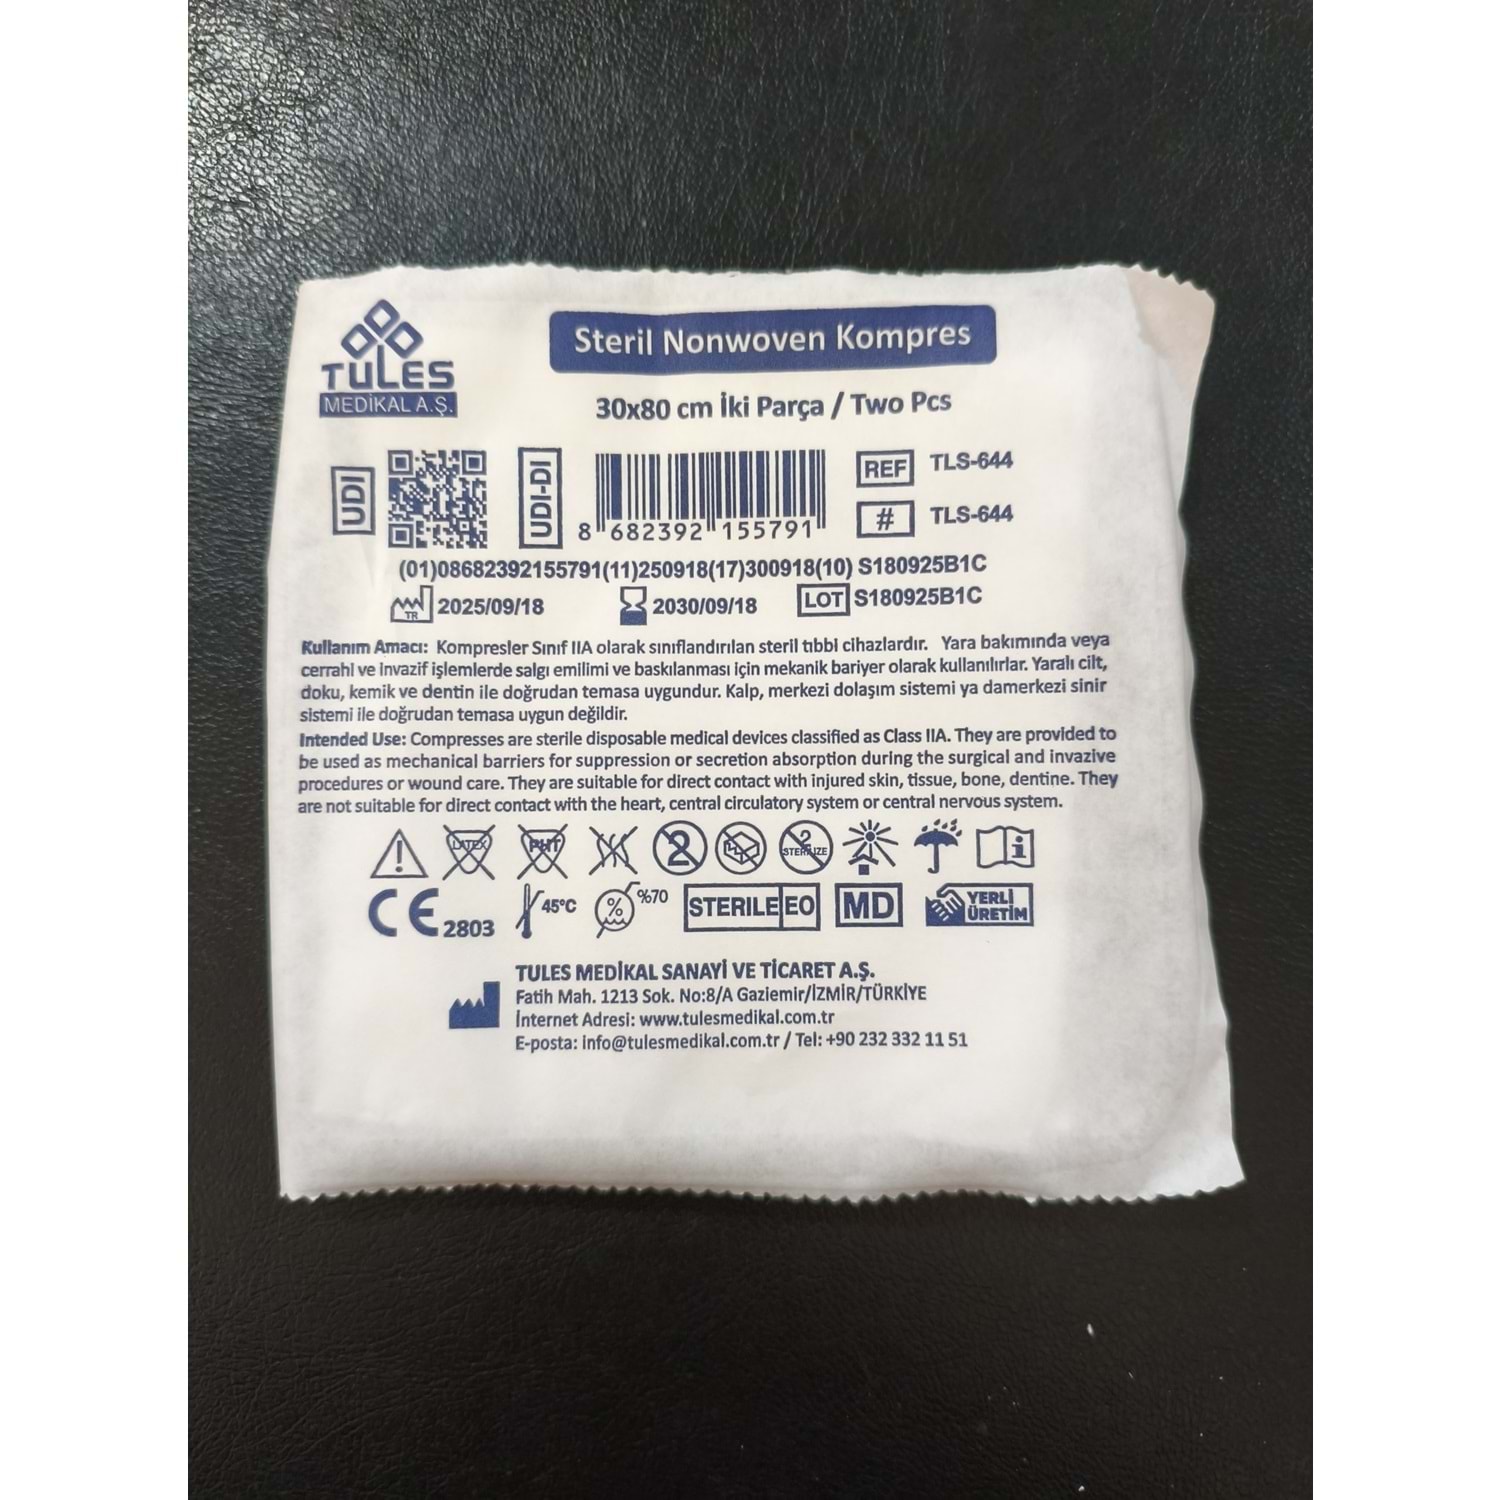 TULES
MEDİKAL A.Ş.
Steril Nonwoven Kompres
30x80 cm İki Parça / Two Pcs
UDI
UDI-DI
8 682392 155791
REF TLS-644
# TLS-644
(01)08682392155791(11)250918(17)300918(10) S180925B1C
TR 2025/09/18 2030/09/18 LOT S180925B1C
Kullanım Amacı: Kompresler Sınıf IIA olarak sınıflandırılan steril tıbbi cihazlardır. Yara bakımında veya
cerrahi ve invazif işlemlerde salgı emilimi ve baskılanması için mekanik bariyer olarak kullanılırlar. Yaralı cilt,
doku, kemik ve dentin ile doğrudan temasa uygundur. Kalp, merkezi dolaşım sistemi ya damerkezi sinir
sistemi ile doğrudan temasa uygun değildir.
Intended Use: Compresses are sterile disposable medical devices classified as Class IIA. They are provided to
be used as mechanical barriers for suppression or secretion absorption during the surgical and invazive
procedures or wound care. They are suitable for direct contact with injured skin, tissue, bone, dentine. They
are not suitable for direct contact with the heart, central circulatory system or central nervous system.
LATEX PHT 2 2 STERILIZE i
CE 2803 45°C % %70 STERILE EO MD YERLİ
ÜRETİM
TULES MEDİKAL SANAYİ VE TİCARET A.Ş.
Fatih Mah. 1213 Sok. No:8/A Gaziemir/İZMİR/TÜRKİYE
İnternet Adresi: www.tulesmedikal.com.tr
E-posta: info@tulesmedikal.com.tr / Tel: +90 232 332 11 51